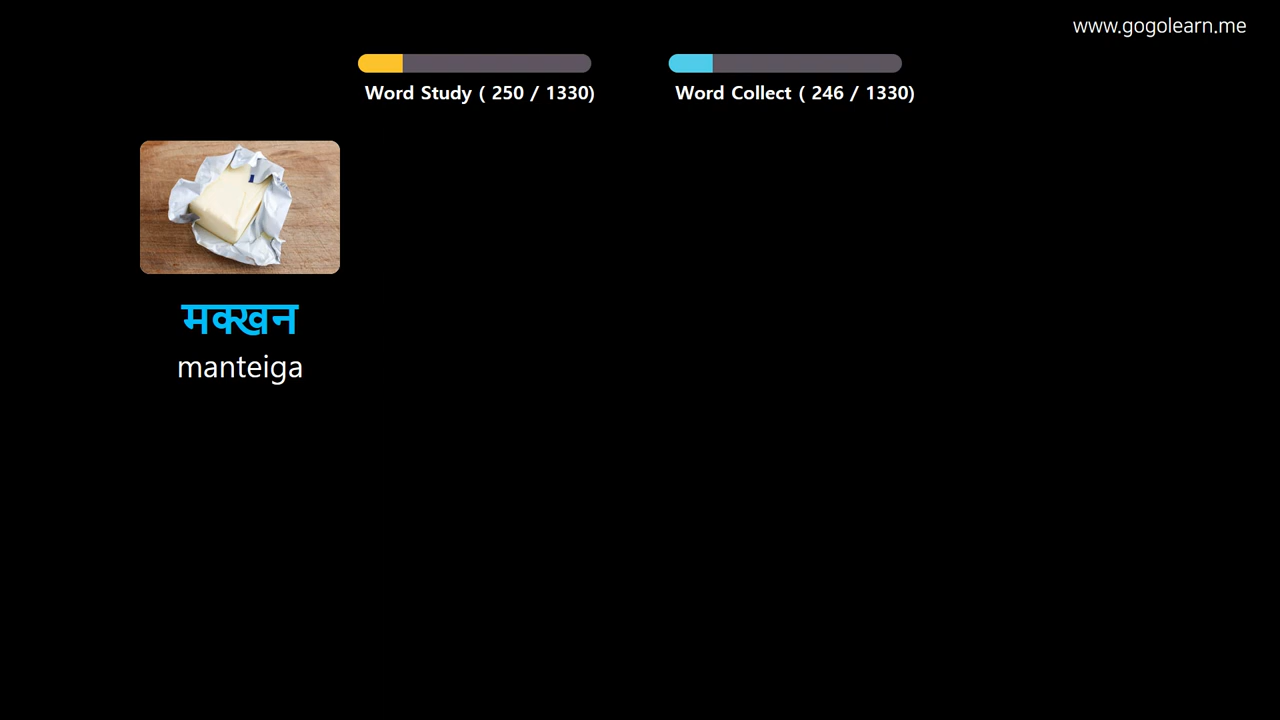 www.gogolearn.me
Word Study ( 250 / 1330)
Word Collect ( 246 / 1330)
मक्खन
manteiga